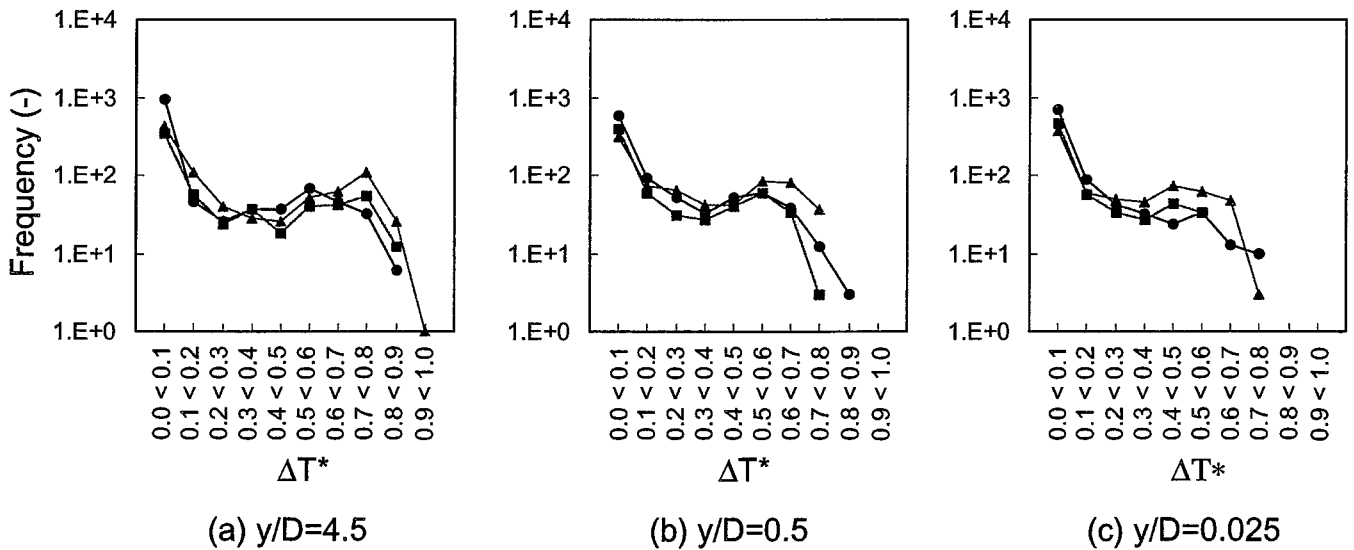 Frequency (-)
1.E+4
1.E+3
1.E+2
1.E+1
1.E+0
0.0 < 0.1
0.1 < 0.2
0.2 < 0.3
0.3 < 0.4
0.4 < 0.5
0.5 < 0.6
0.6 < 0.7
0.7 < 0.8
0.8 < 0.9
0.9 < 1.0
ΔT*
(a) y/D=4.5
1.E+4
1.E+3
1.E+2
1.E+1
1.E+0
0.0 < 0.1
0.1 < 0.2
0.2 < 0.3
0.3 < 0.4
0.4 < 0.5
0.5 < 0.6
0.6 < 0.7
0.7 < 0.8
0.8 < 0.9
0.9 < 1.0
ΔT*
(b) y/D=0.5
1.E+4
1.E+3
1.E+2
1.E+1
1.E+0
0.0 < 0.1
0.1 < 0.2
0.2 < 0.3
0.3 < 0.4
0.4 < 0.5
0.5 < 0.6
0.6 < 0.7
0.7 < 0.8
0.8 < 0.9
0.9 < 1.0
ΔT*
(c) y/D=0.025